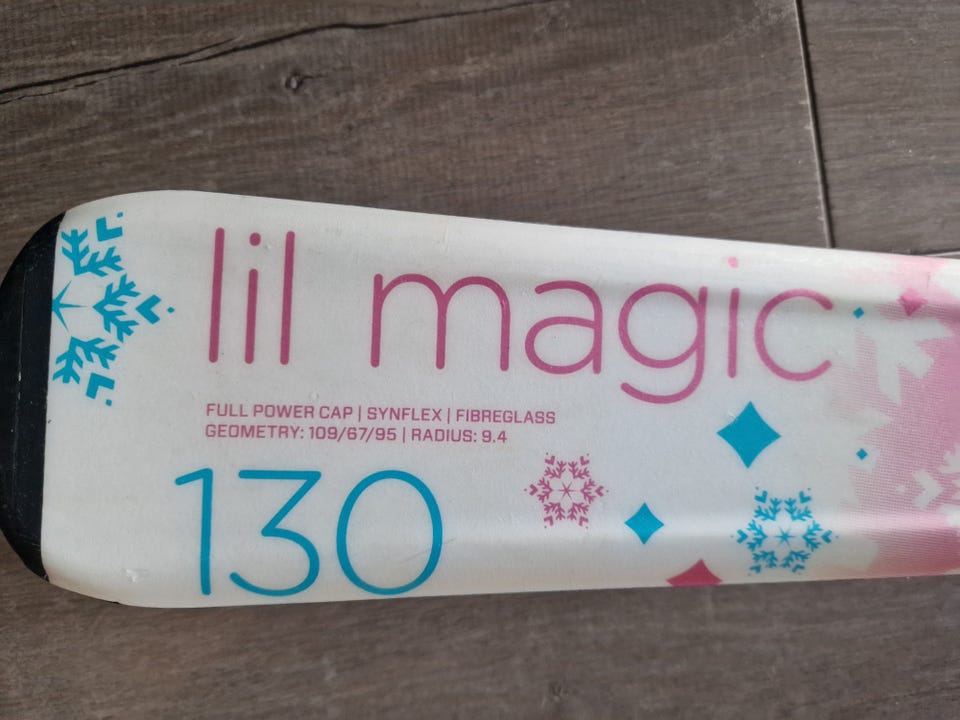 lil magic
FULL POWER CAP | SYNFLEX | FIBREGLASS
GEOMETRY: 109/67/95 | RADIUS: 9.4
130